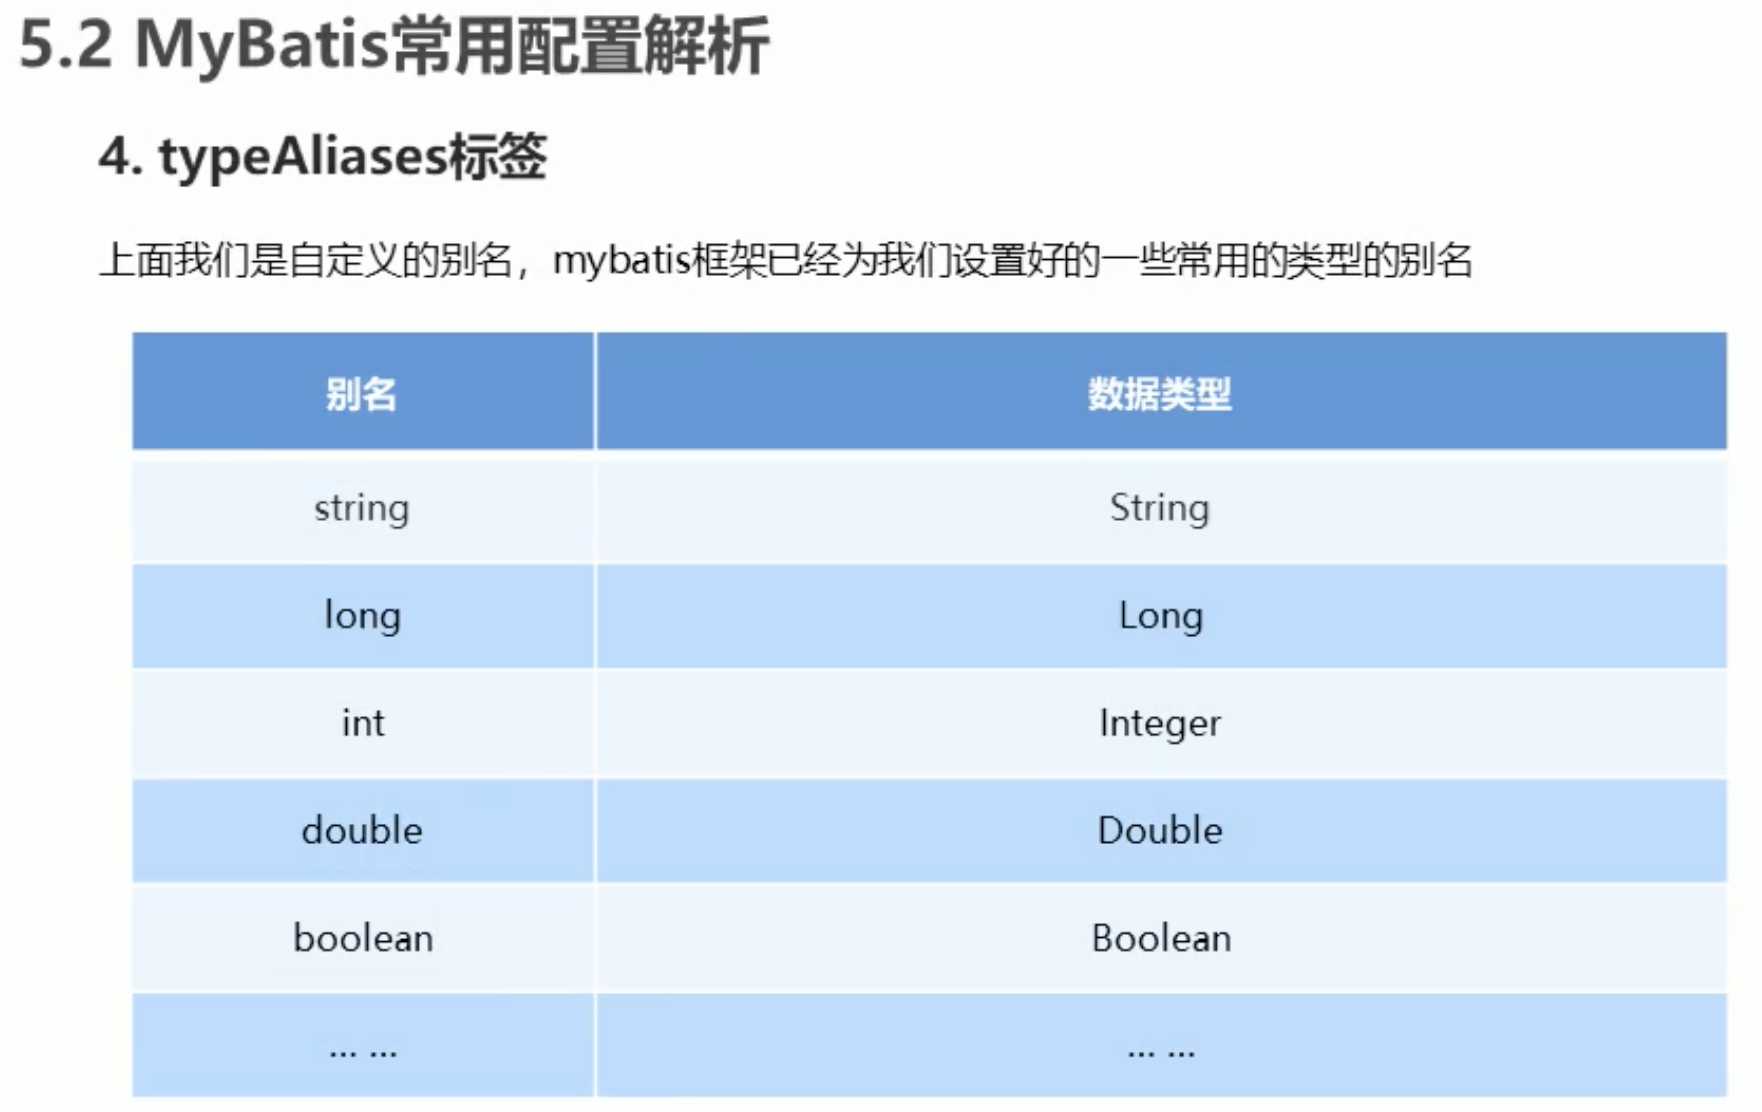 5.2 MyBatis常用配置解析
4. typeAliases标签
上面我们是自定义的别名，mybatis框架已经为我们设置好的一些常用的类型的别名
别名 数据类型
string String
long Long
int Integer
double Double
boolean Boolean
... ... ... ...